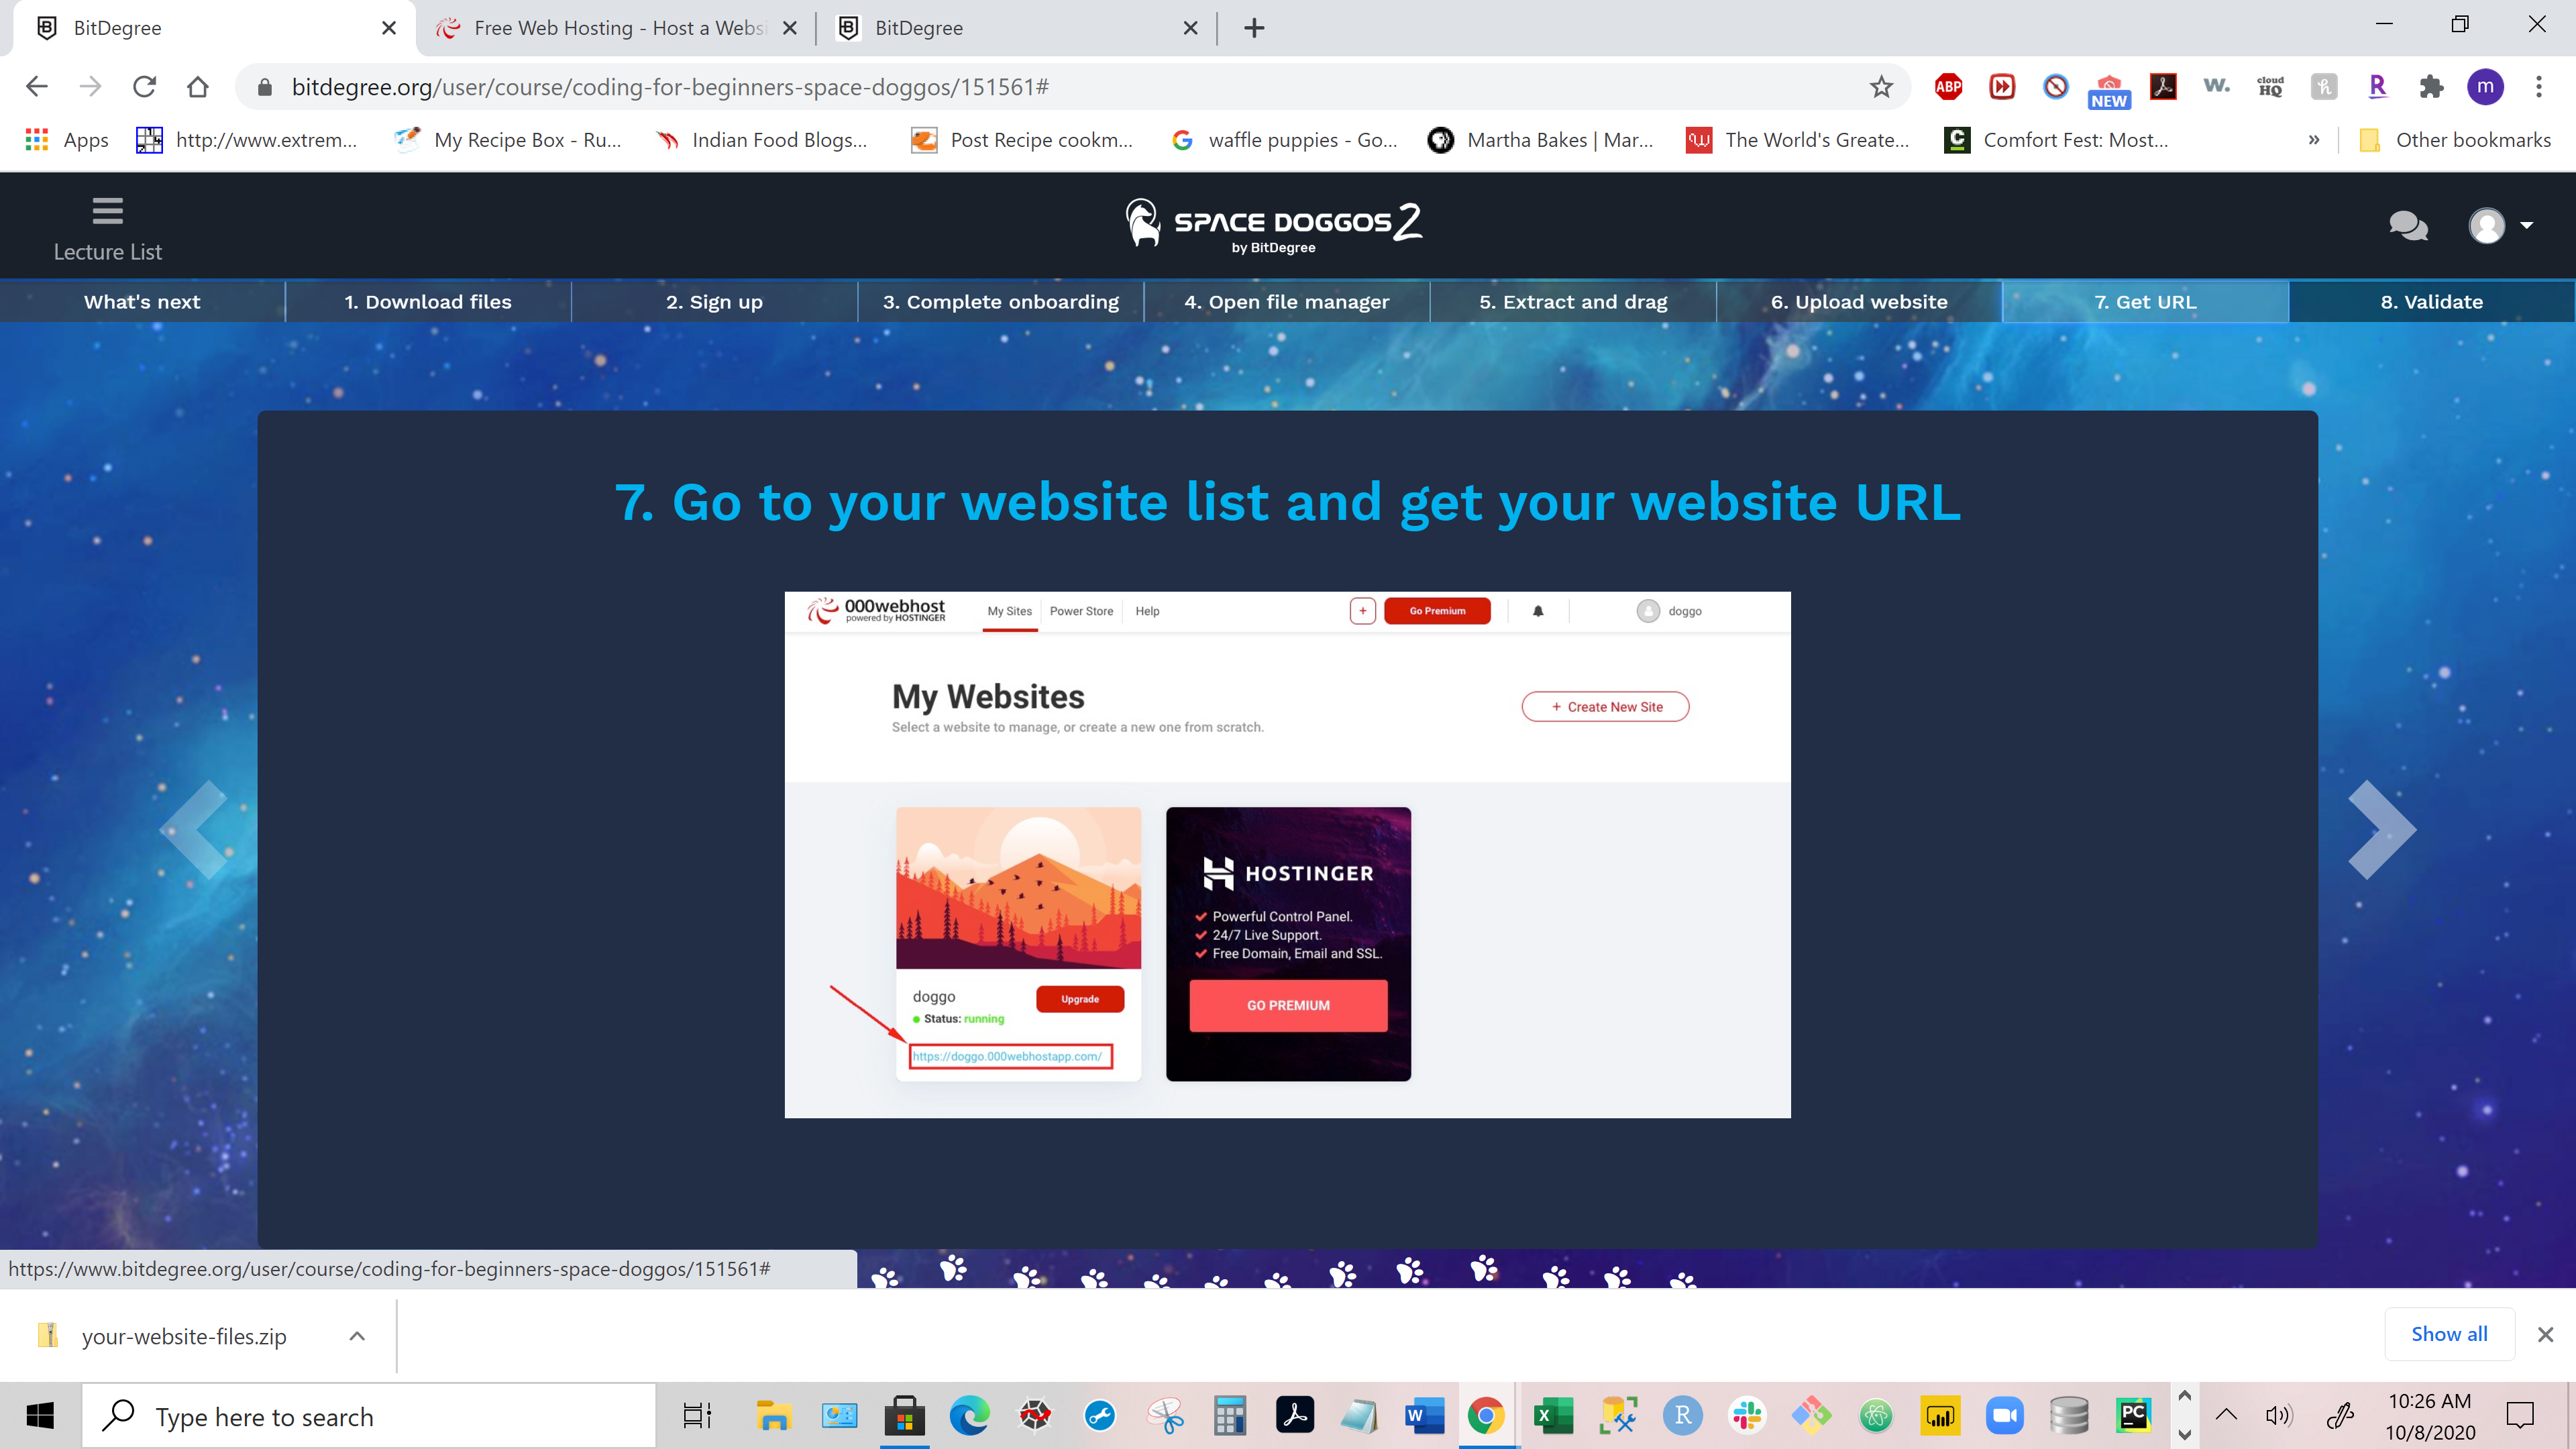 BitDegree
Free Web Hosting - Host a Websi
BitDegree
bitdegree.org/user/course/coding-for-beginners-space-doggos/151561#
ABP
NEW
w.
cloud HQ
h
R
m
Apps
http://www.extrem...
My Recipe Box - Ru...
Indian Food Blogs...
Post Recipe cookm...
waffle puppies - Go...
Martha Bakes | Mar...
The World's Greate...
Comfort Fest: Most...
»
Other bookmarks
Lecture List
SPACE DOGGOS 2
by BitDegree
What's next
1. Download files
2. Sign up
3. Complete onboarding
4. Open file manager
5. Extract and drag
6. Upload website
7. Get URL
8. Validate
7. Go to your website list and get your website URL
000webhost
powered by HOSTINGER
My Sites
Power Store
Help
+
Go Premium
doggo
My Websites
Select a website to manage, or create a new one from scratch.
+ Create New Site
doggo
Upgrade
Status: running
https://doggo.000webhostapp.com/
HOSTINGER
Powerful Control Panel.
24/7 Live Support.
Free Domain, Email and SSL.
GO PREMIUM
https://www.bitdegree.org/user/course/coding-for-beginners-space-doggos/151561#
your-website-files.zip
Show all
Type here to search
W
X
R
PC
10:26 AM
10/8/2020